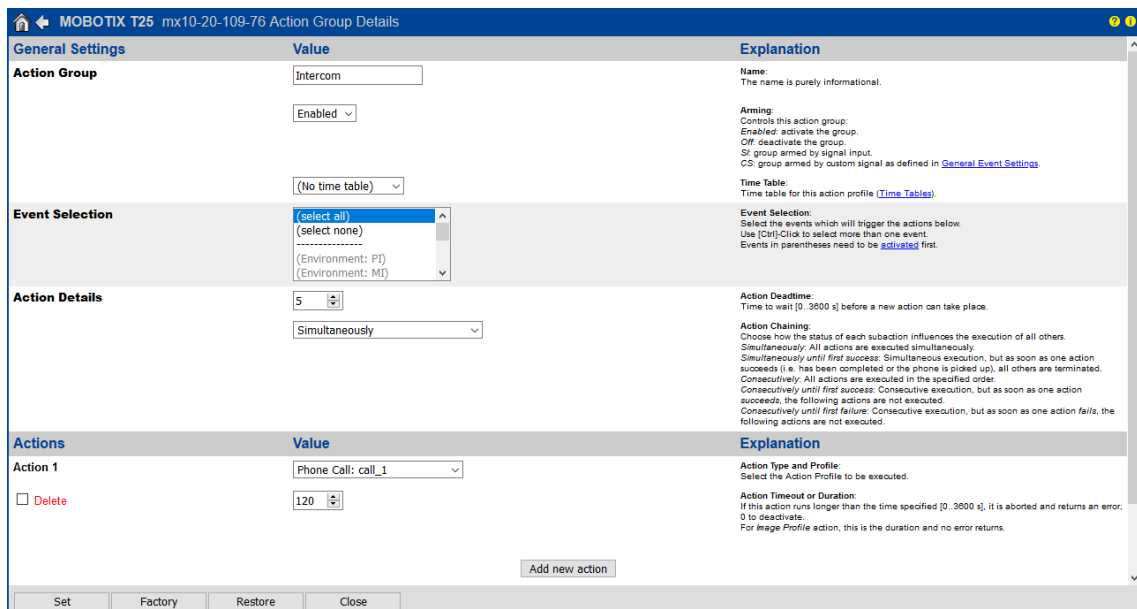 MOBOTIX T25 mx10-20-109-76 Action Group Details
General Settings Value Explanation
Action Group
Intercom
Name:
The name is purely informational.
Enabled
Arming:
Controls this action group:
Enabled: activate the group.
Off: deactivate the group.
SI: group armed by signal input.
CS: group armed by custom signal as defined in General Event Settings.
(No time table)
Time Table:
Time table for this action profile (Time Tables).
Event Selection
(select all)
(select none)
---------------
(Environment: PI)
(Environment: MI)
Event Selection:
Select the events which will trigger the actions below.
Use [Ctrl]-Click to select more than one event.
Events in parentheses need to be activated first.
Action Details
5
Action Deadtime:
Time to wait [0..3600 s] before a new action can take place.
Simultaneously
Action Chaining:
Choose how the status of each subaction influences the execution of all others.
Simultaneously: All actions are executed simultaneously.
Simultaneously until first success: Simultaneous execution, but as soon as one action
succeeds (i.e. has been completed or the phone is picked up), all others are terminated.
Consecutively: All actions are executed in the specified order.
Consecutively until first success: Consecutive execution, but as soon as one action
succeeds, the following actions are not executed.
Consecutively until first failure: Consecutive execution, but as soon as one action fails, the
following actions are not executed.
Actions Value Explanation
Action 1
Phone Call: call_1
Action Type and Profile:
Select the Action Profile to be executed.
Delete
120
Action Timeout or Duration:
If this action runs longer than the time specified [0..3600 s], it is aborted and returns an error;
0 to deactivate.
For Image Profile action, this is the duration and no error returns.
Add new action
Set Factory Restore Close